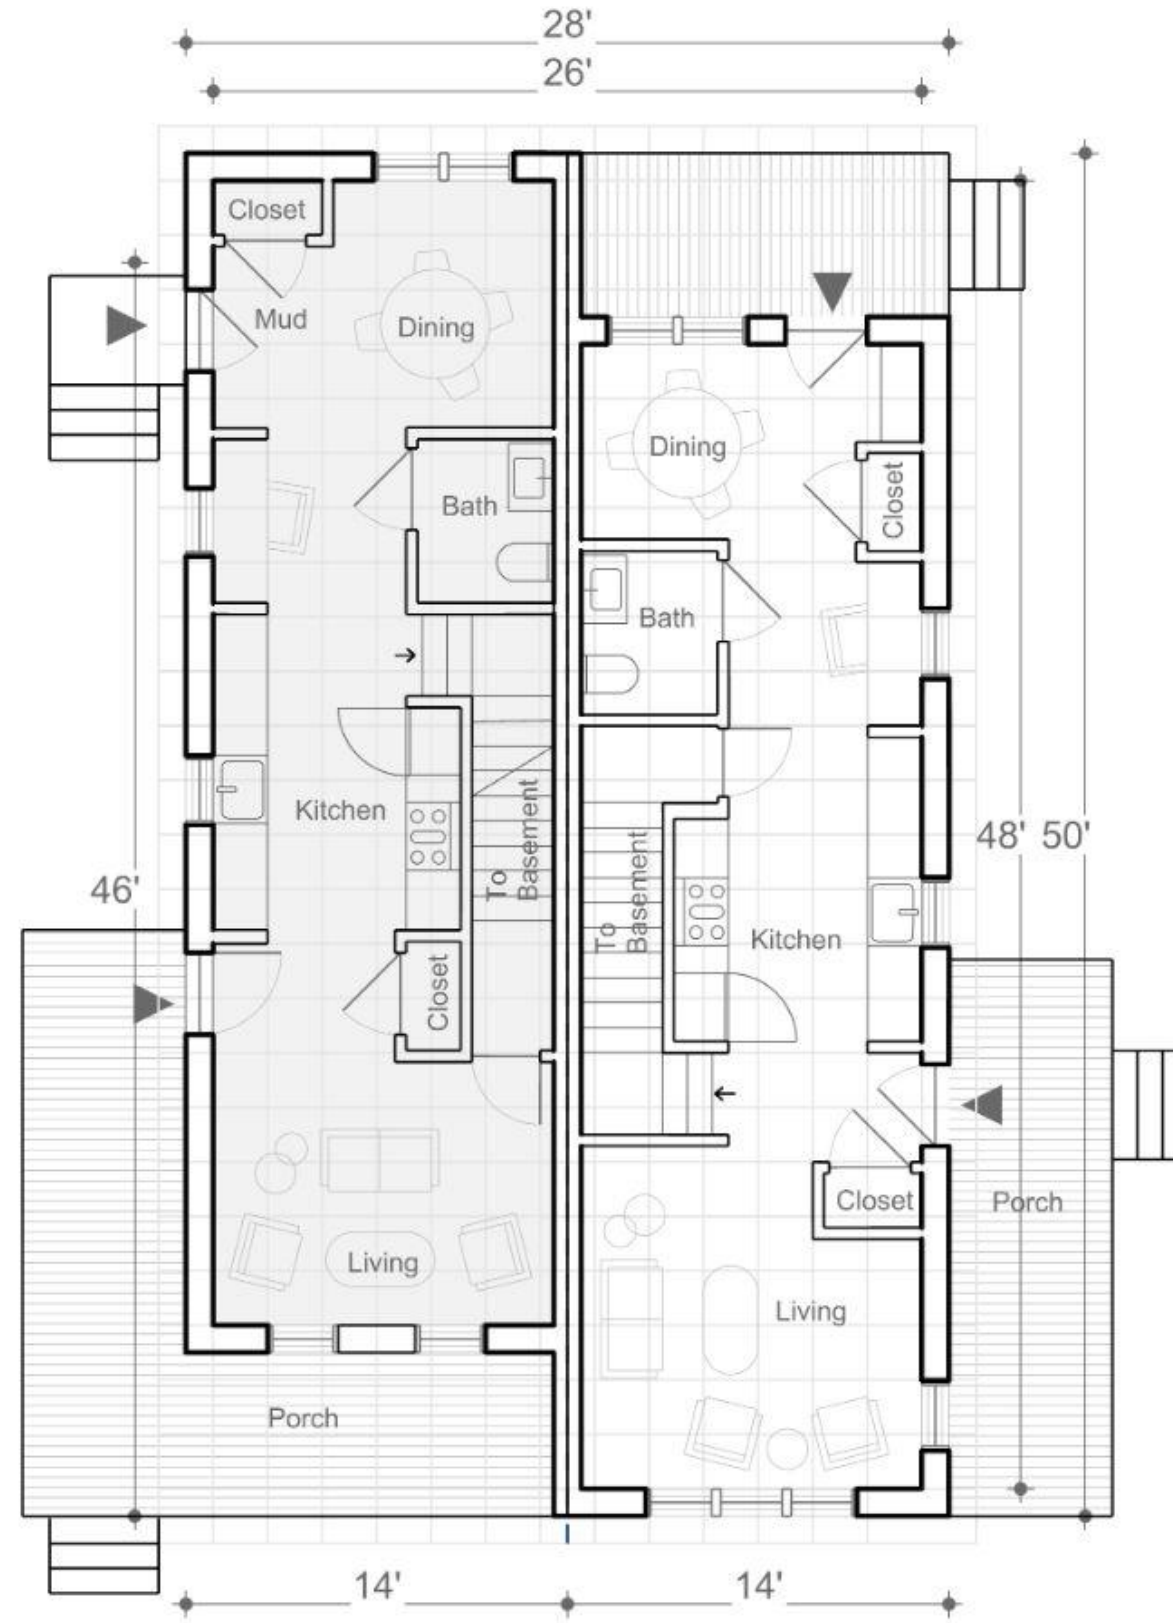 28'
26'
Closet
Mud
Dining
Dining
Closet
Bath
Bath
Kitchen
To
Basement
To
Basement
48' 50'
46'
Kitchen
Closet
Closet
Porch
Living
Living
Porch
14'
14'